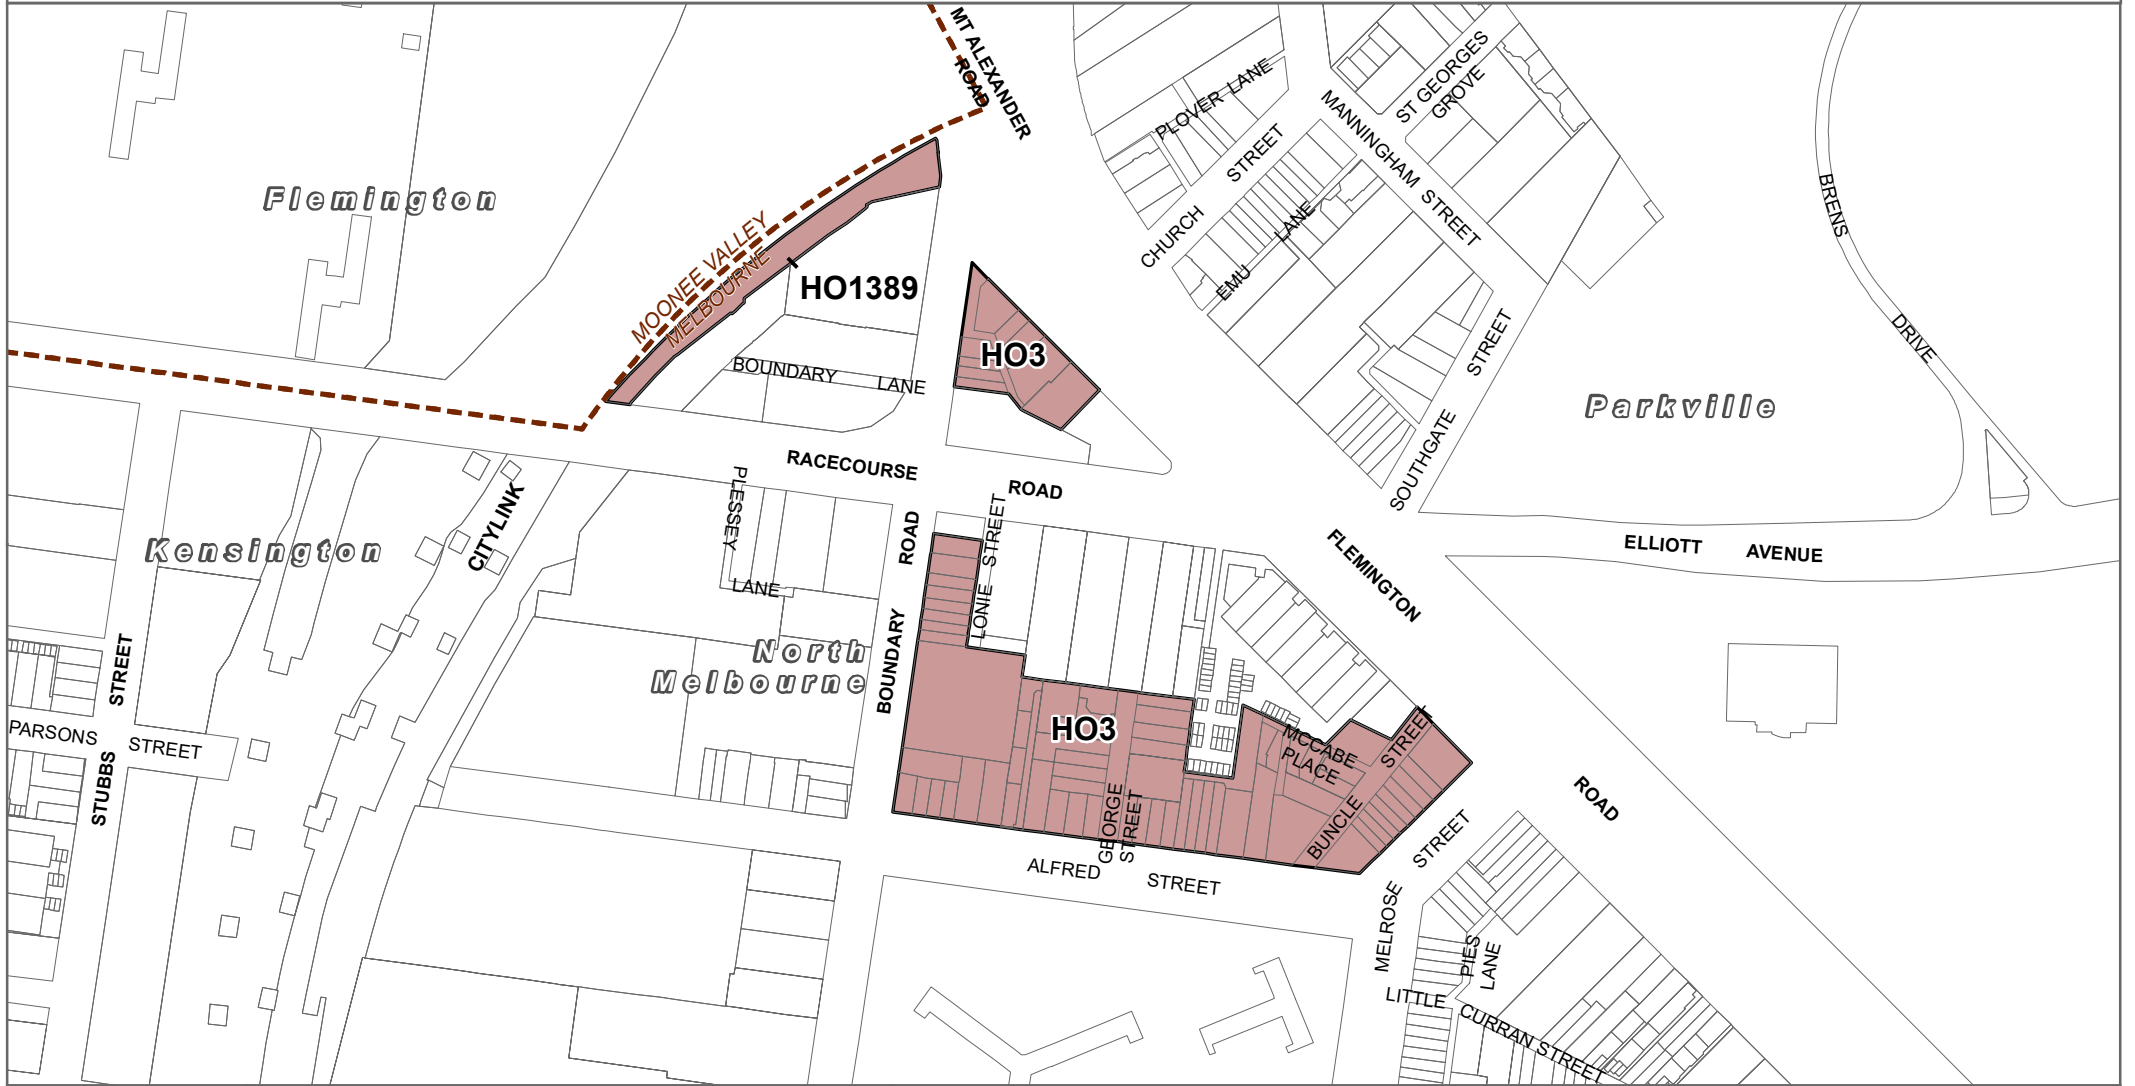 MT ALEXANDER
ROAD
ST GEORGES
GROVE
PLOVER LANE
MANNINGHAM STREET
CHURCH STREET
EMU LANE
BRENS DRIVE
Flemington
MOONEE VALLEY
MELBOURNE
HO1389
HO3
BOUNDARY LANE
SOUTHGATE STREET
Parkville
RACECOURSE ROAD
PLESSEY
LANE
CITYLINK
Kensington
BOUNDARY ROAD
LONIE STREET
FLEMINGTON ROAD
ELLIOTT AVENUE
North
Melbourne
STUBBS STREET
PARSONS STREET
HO3
MCCABE
PLACE
BUNCLE STREET
GEORGE
STREET
ALFRED STREET
MELROSE STREET
PIES
LANE
LITTLE CURRAN STREET